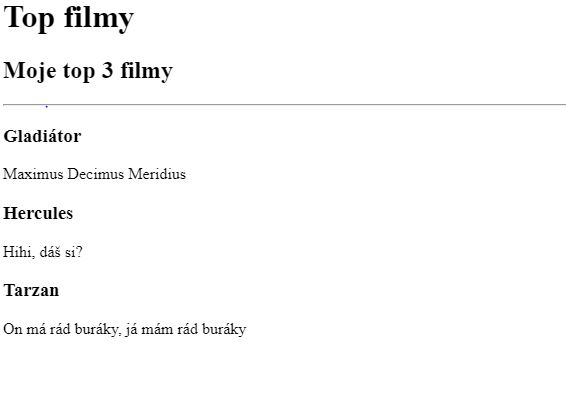 Top filmy
Moje top 3 filmy
Gladiátor
Maximus Decimus Meridius
Hercules
Hihi, dáš si?
Tarzan
On má rád buráky, já mám rád buráky